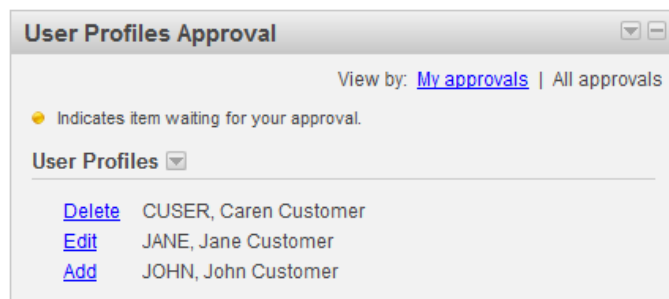 User Profiles Approval
View by: My approvals | All approvals
Indicates item waiting for your approval.
User Profiles
Delete CUSER, Caren Customer
Edit JANE, Jane Customer
Add JOHN, John Customer